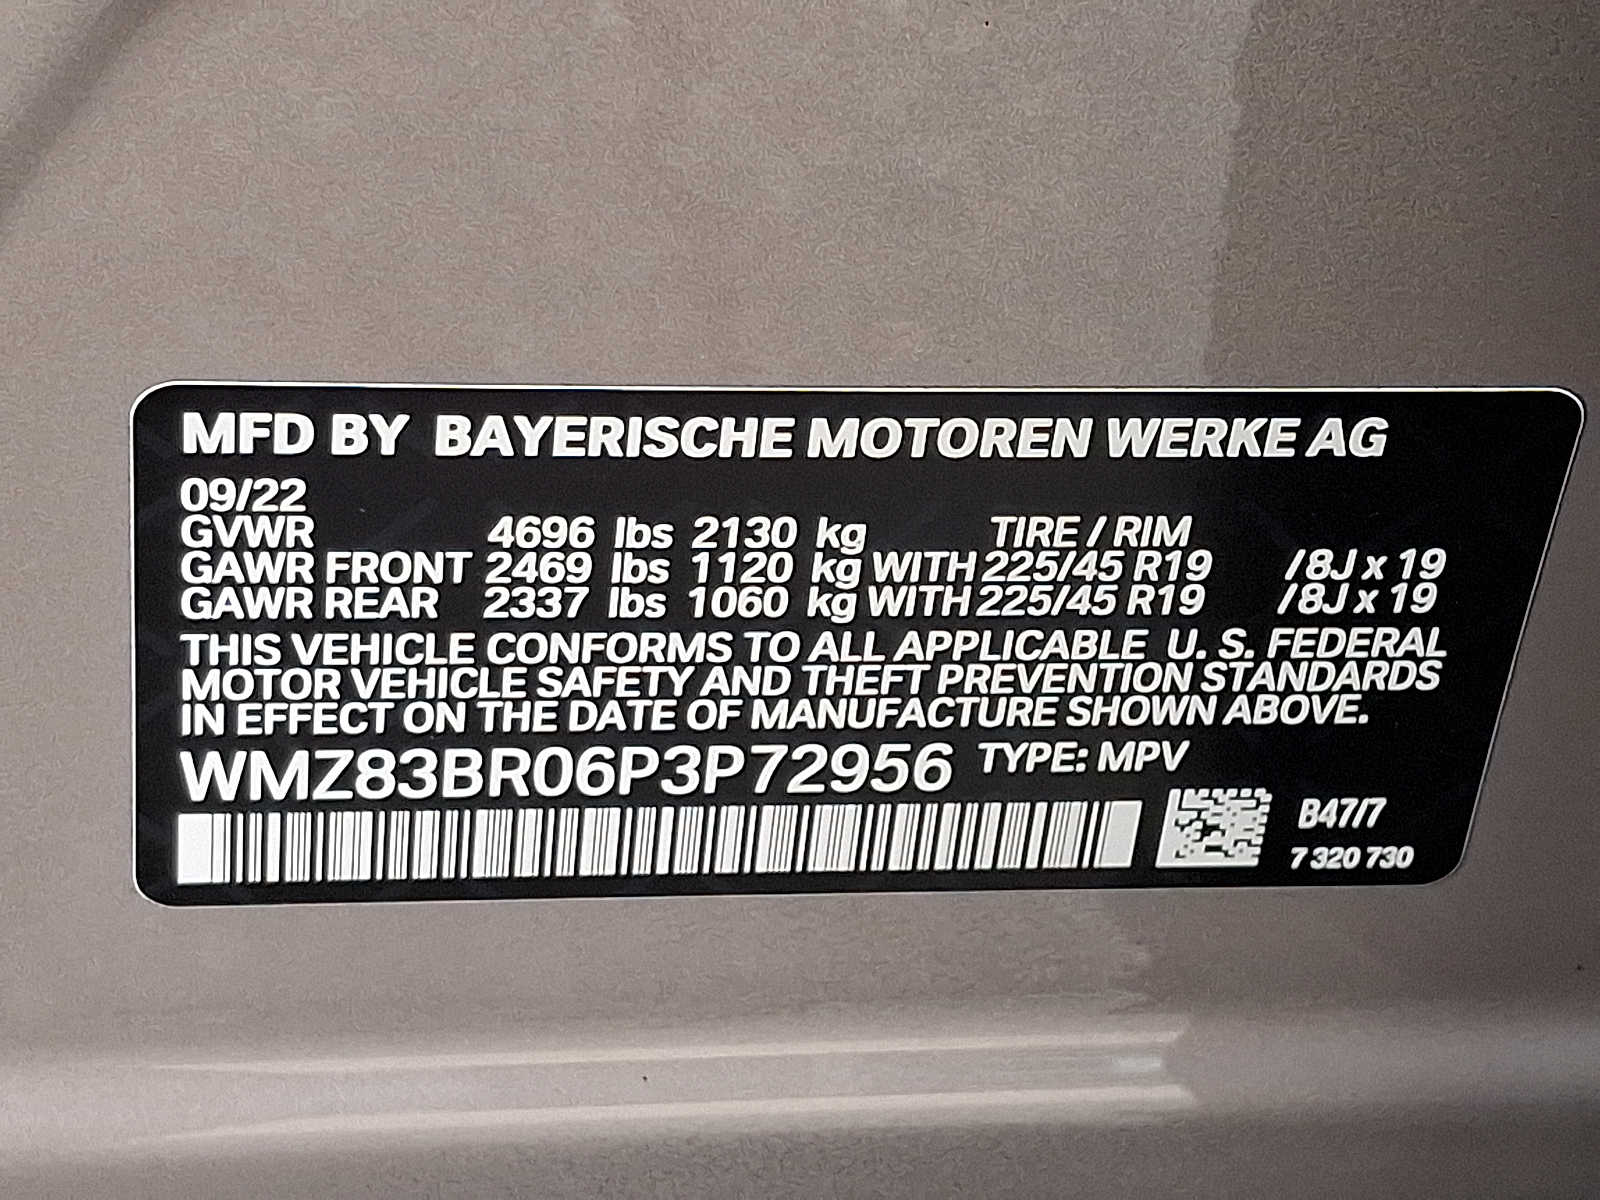 MFD BY BAYERISCHE MOTOREN WERKE AG
09/22
GVWR 4696 lbs 2130 kg TIRE / RIM
GAWR FRONT 2469 lbs 1120 kg WITH 225/45 R19 /8J x 19
GAWR REAR 2337 lbs 1060 kg WITH 225/45 R19 /8J x 19
THIS VEHICLE CONFORMS TO ALL APPLICABLE U. S. FEDERAL
MOTOR VEHICLE SAFETY AND THEFT PREVENTION STANDARDS
IN EFFECT ON THE DATE OF MANUFACTURE SHOWN ABOVE.
WMZ83BR06P3P72956 TYPE: MPV
B47/7
7 320 730